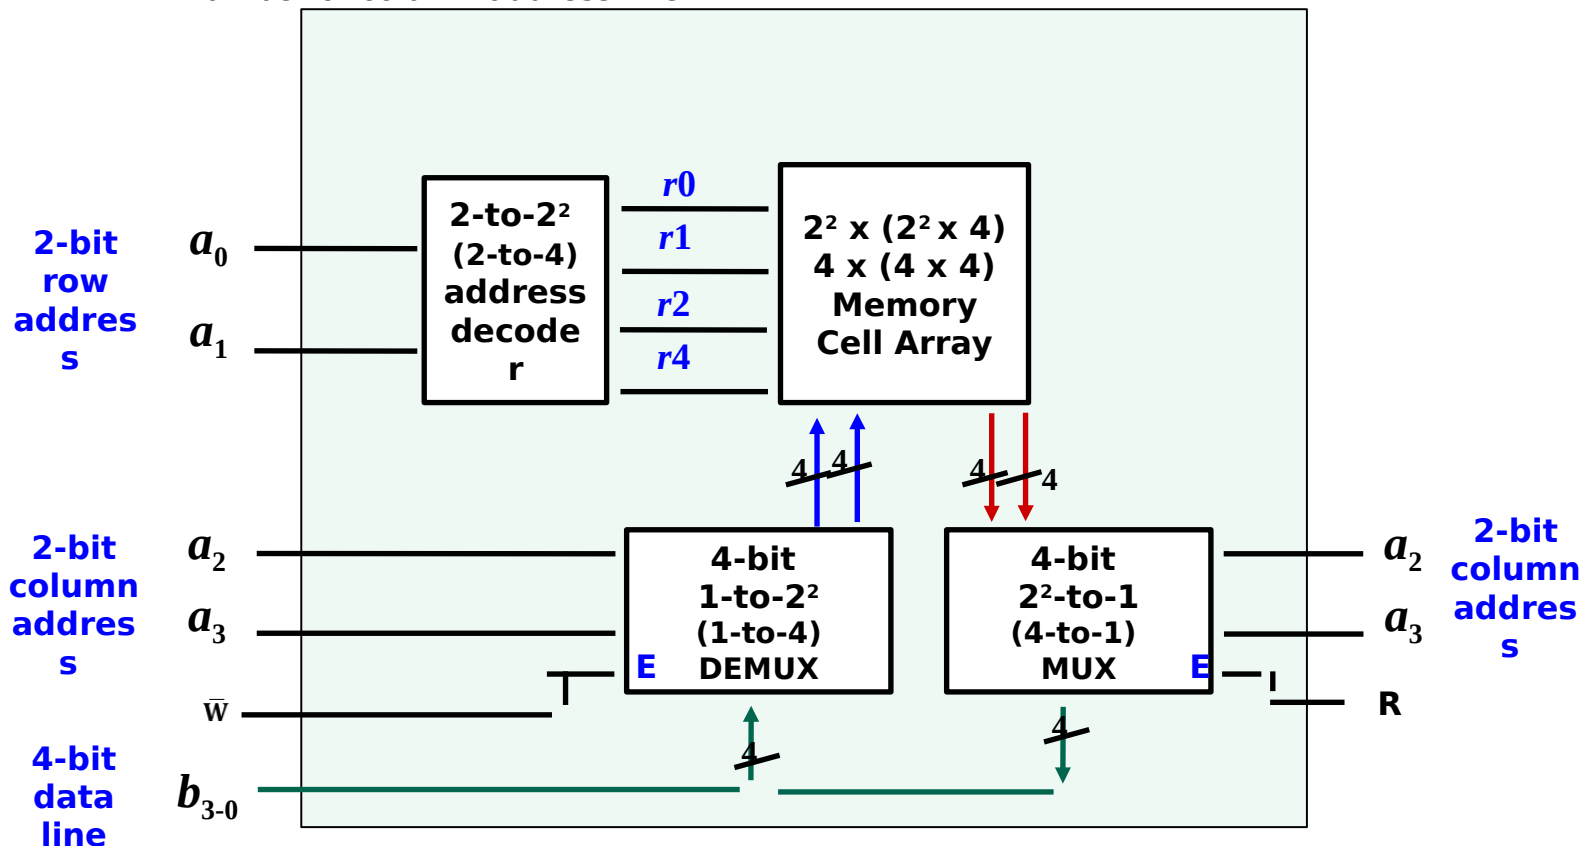 r0
2-to-2²
(2-to-4)
address
decode
r
r1
r2
r4
2² x (2² x 4)
4 x (4 x 4)
Memory
Cell Array
2-bit
row
addres
s
a0
a1
4
4
4
4
2-bit
column
addres
s
a2
a3
4-bit
1-to-2²
(1-to-4)
E DEMUX
4-bit
2²-to-1
(4-to-1)
MUX E
a2
a3
2-bit
column
addres
s
W̅
R
4
4
4-bit
data
line
b3-0